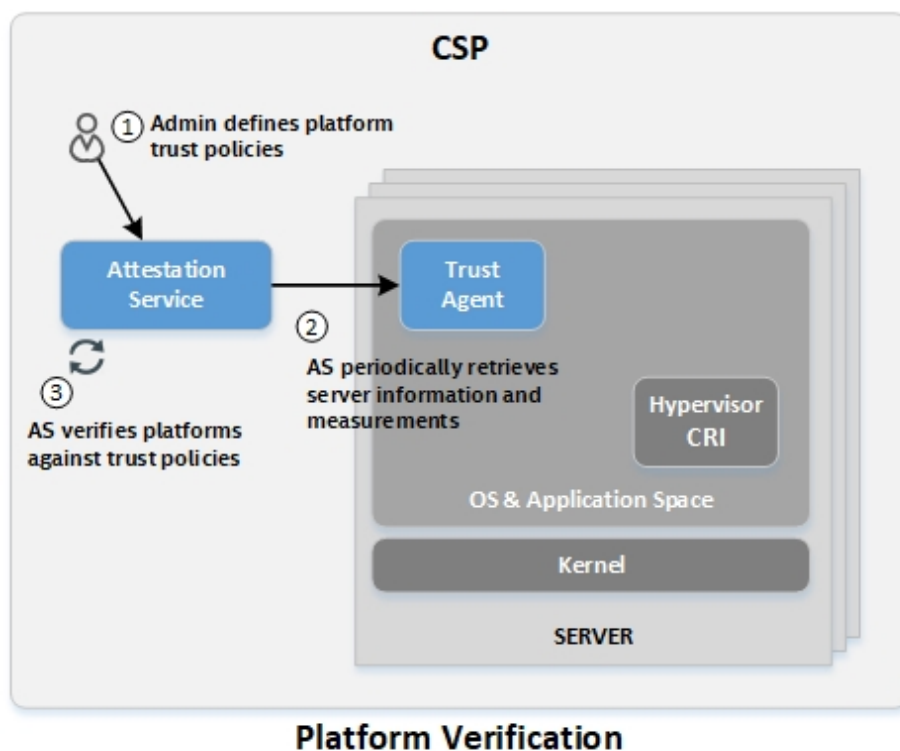 CSP
1 Admin defines platform
trust policies
Attestation
Service
Trust
Agent
2
AS periodically retrieves
server information and
measurements
3
AS verifies platforms
against trust policies
Hypervisor
CRI
OS & Application Space
Kernel
SERVER
Platform Verification